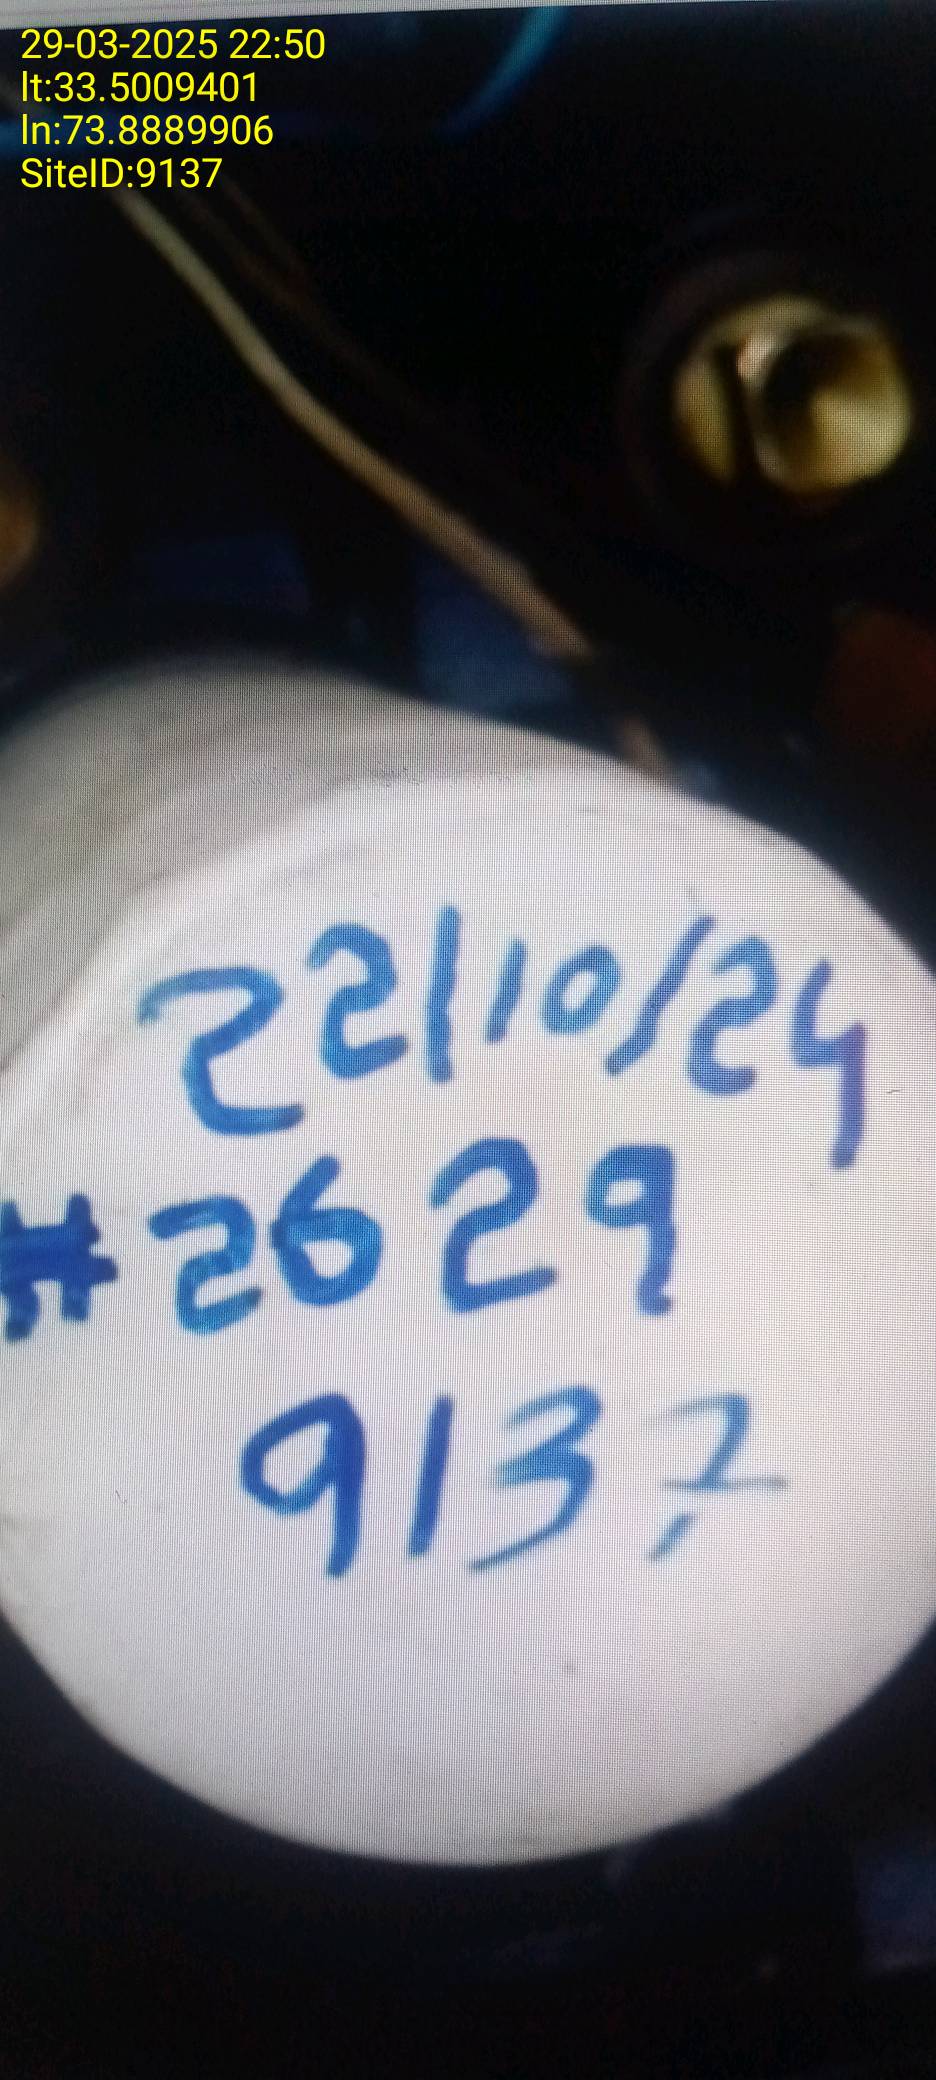 29-03-2025 22:50
lt:33.5009401
ln:73.8889906
SiteID:9137
22/10/24
#2629
9137